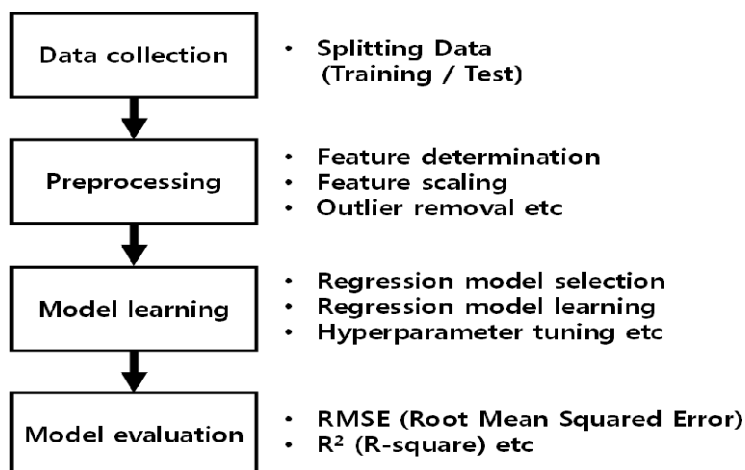 Data collection
• Splitting Data
(Training / Test)
Preprocessing
• Feature determination
• Feature scaling
• Outlier removal etc
Model learning
• Regression model selection
• Regression model learning
• Hyperparameter tuning etc
Model evaluation
• RMSE (Root Mean Squared Error)
• R² (R-square) etc